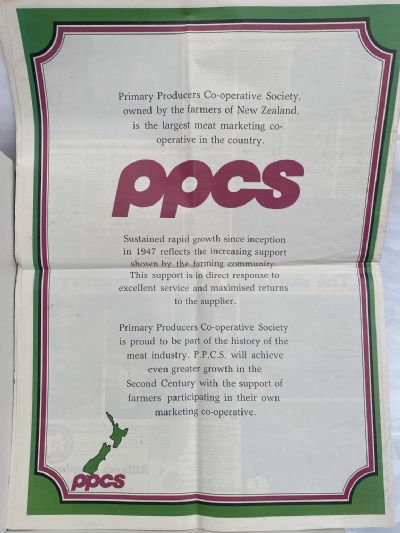 Primary Producers Co-operative Society,
owned by the farmers of New Zealand,
is the largest meat marketing co-
operative in the country.
ppcs
Sustained rapid growth since inception
in 1947 reflects the increasing support
shown by the farming community.
This support is in direct response to
excellent service and maximised returns
to the supplier.
Primary Producers Co-operative Society
is proud to be part of the history of the
meat industry. P.P.C.S. will achieve
even greater growth in the
Second Century with the support of
farmers participating in their own
marketing co-operative.
ppcs